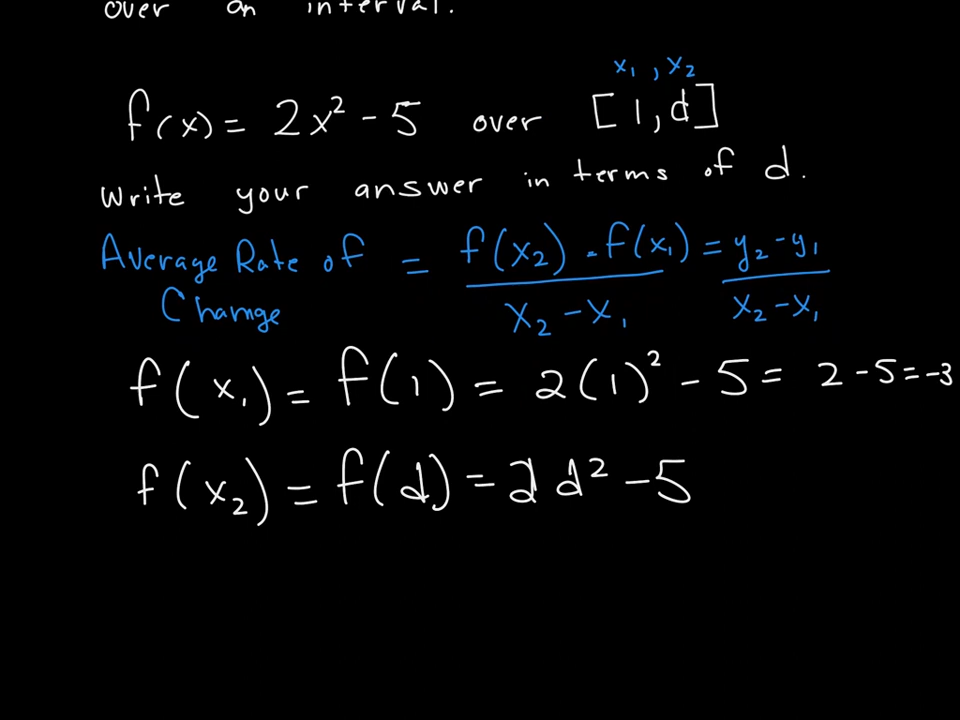 over an interval.
x₁, x₂
f(x) = 2x² - 5 over [1, d]
Write your answer in terms of d.
Average Rate of Change = f(x₂) - f(x₁) / x₂ - x₁ = y₂ - y₁ / x₂ - x₁
f(x₁) = f(1) = 2(1)² - 5 = 2 - 5 = -3
f(x₂) = f(d) = 2d² - 5